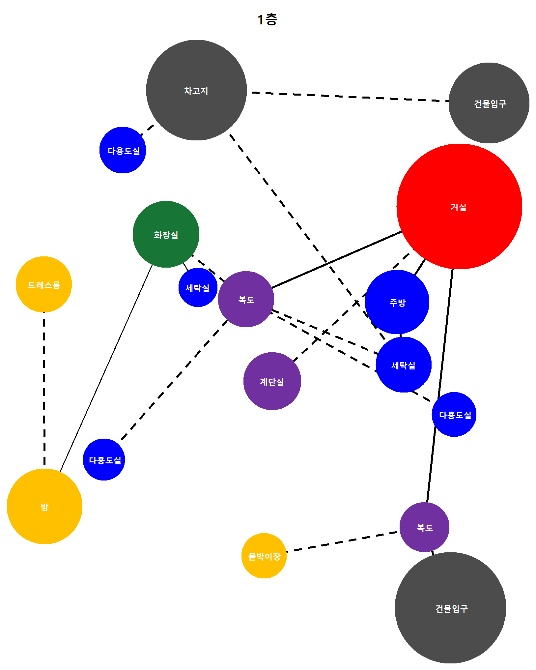 1층
차고지
건물입구
다용도실
거실
화장실
드레스룸
세탁실
복도
주방
세탁실
계단실
다용도실
다용도실
방
복도
붙박이장
건물입구